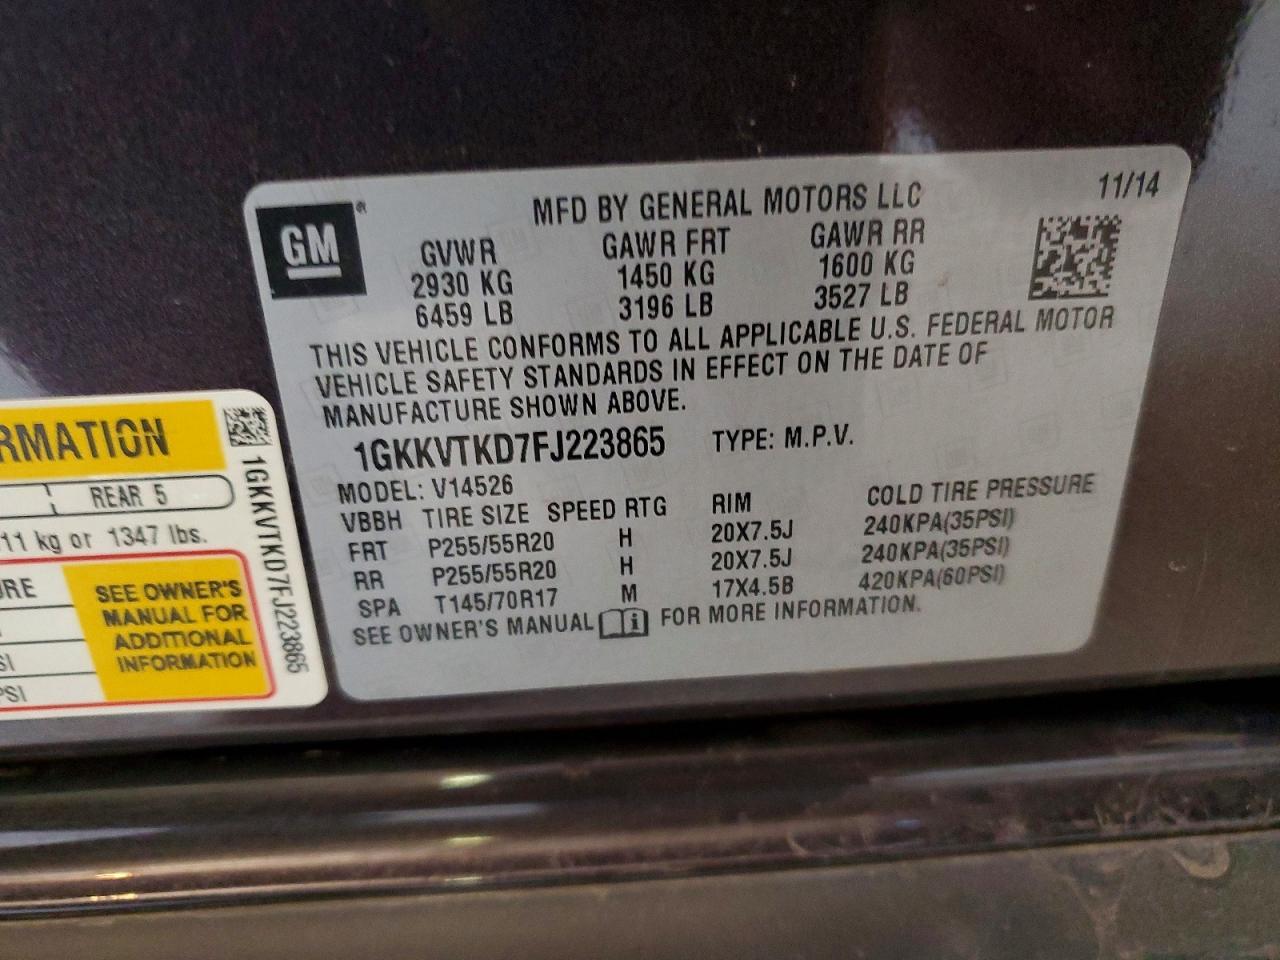 GM
®
MFD BY GENERAL MOTORS LLC
11/14
GVWR GAWR FRT GAWR RR
2930 KG 1450 KG 1600 KG
6459 LB 3196 LB 3527 LB
THIS VEHICLE CONFORMS TO ALL APPLICABLE U.S. FEDERAL MOTOR
VEHICLE SAFETY STANDARDS IN EFFECT ON THE DATE OF
MANUFACTURE SHOWN ABOVE.
1GKKVTKD7FJ223865 TYPE: M.P.V.
MODEL: V14526
VBBH TIRE SIZE SPEED RTG RIM COLD TIRE PRESSURE
FRT P255/55R20 H 20X7.5J 240KPA(35PSI)
RR P255/55R20 H 20X7.5J 240KPA(35PSI)
SPA T145/70R17 M 17X4.5B 420KPA(60PSI)
SEE OWNER'S MANUAL FOR MORE INFORMATION.
RMATION
REAR 5
11 kg or 1347 lbs.
URE
SI
PSI
SEE OWNER'S
MANUAL FOR
ADDITIONAL
INFORMATION
1GKKVTKD7FJ223865